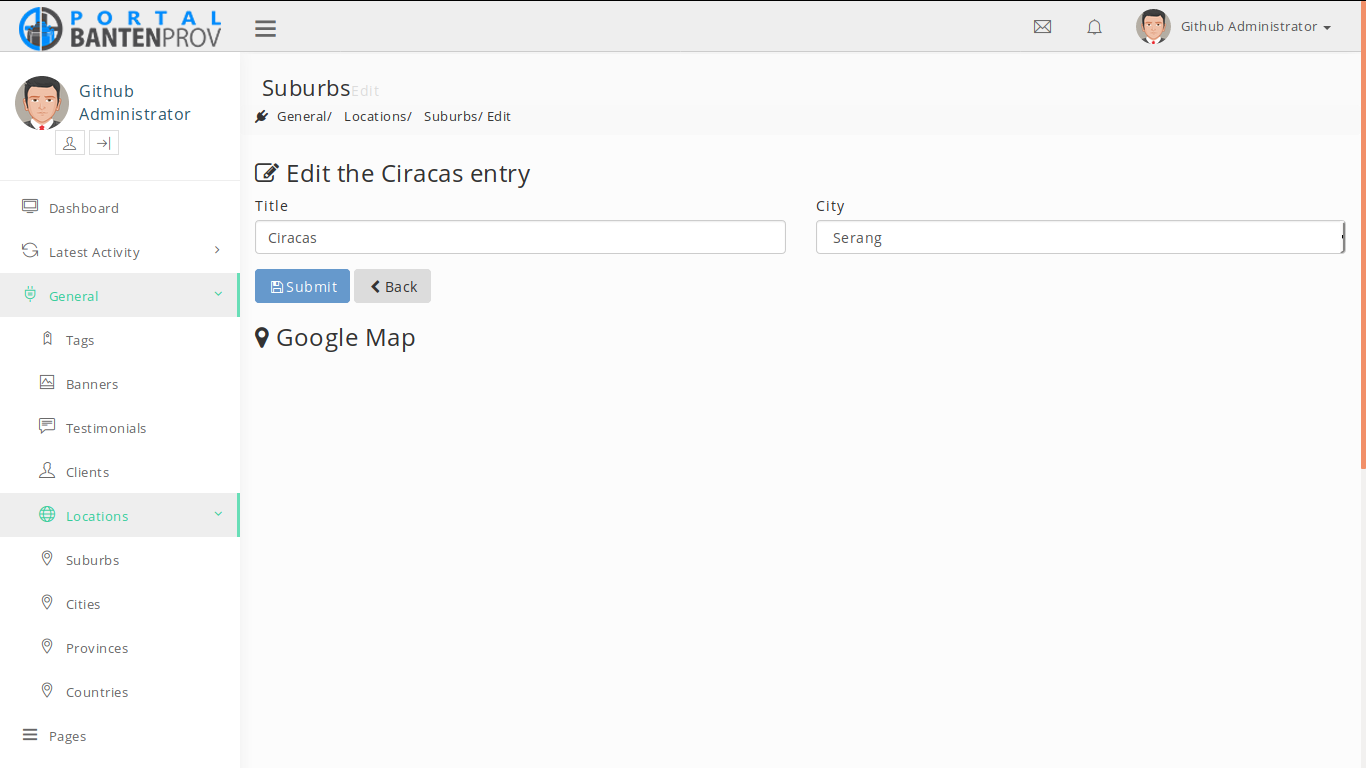 PORTAL
BANTENPROV
Github Administrator
Github
Administrator
Dashboard
Latest Activity
General
Tags
Banners
Testimonials
Clients
Locations
Suburbs
Cities
Provinces
Countries
Pages
SuburbsEdit
General/ Locations/ Suburbs/ Edit
Edit the Ciracas entry
Title
City
Ciracas
Serang
Submit
Back
Google Map